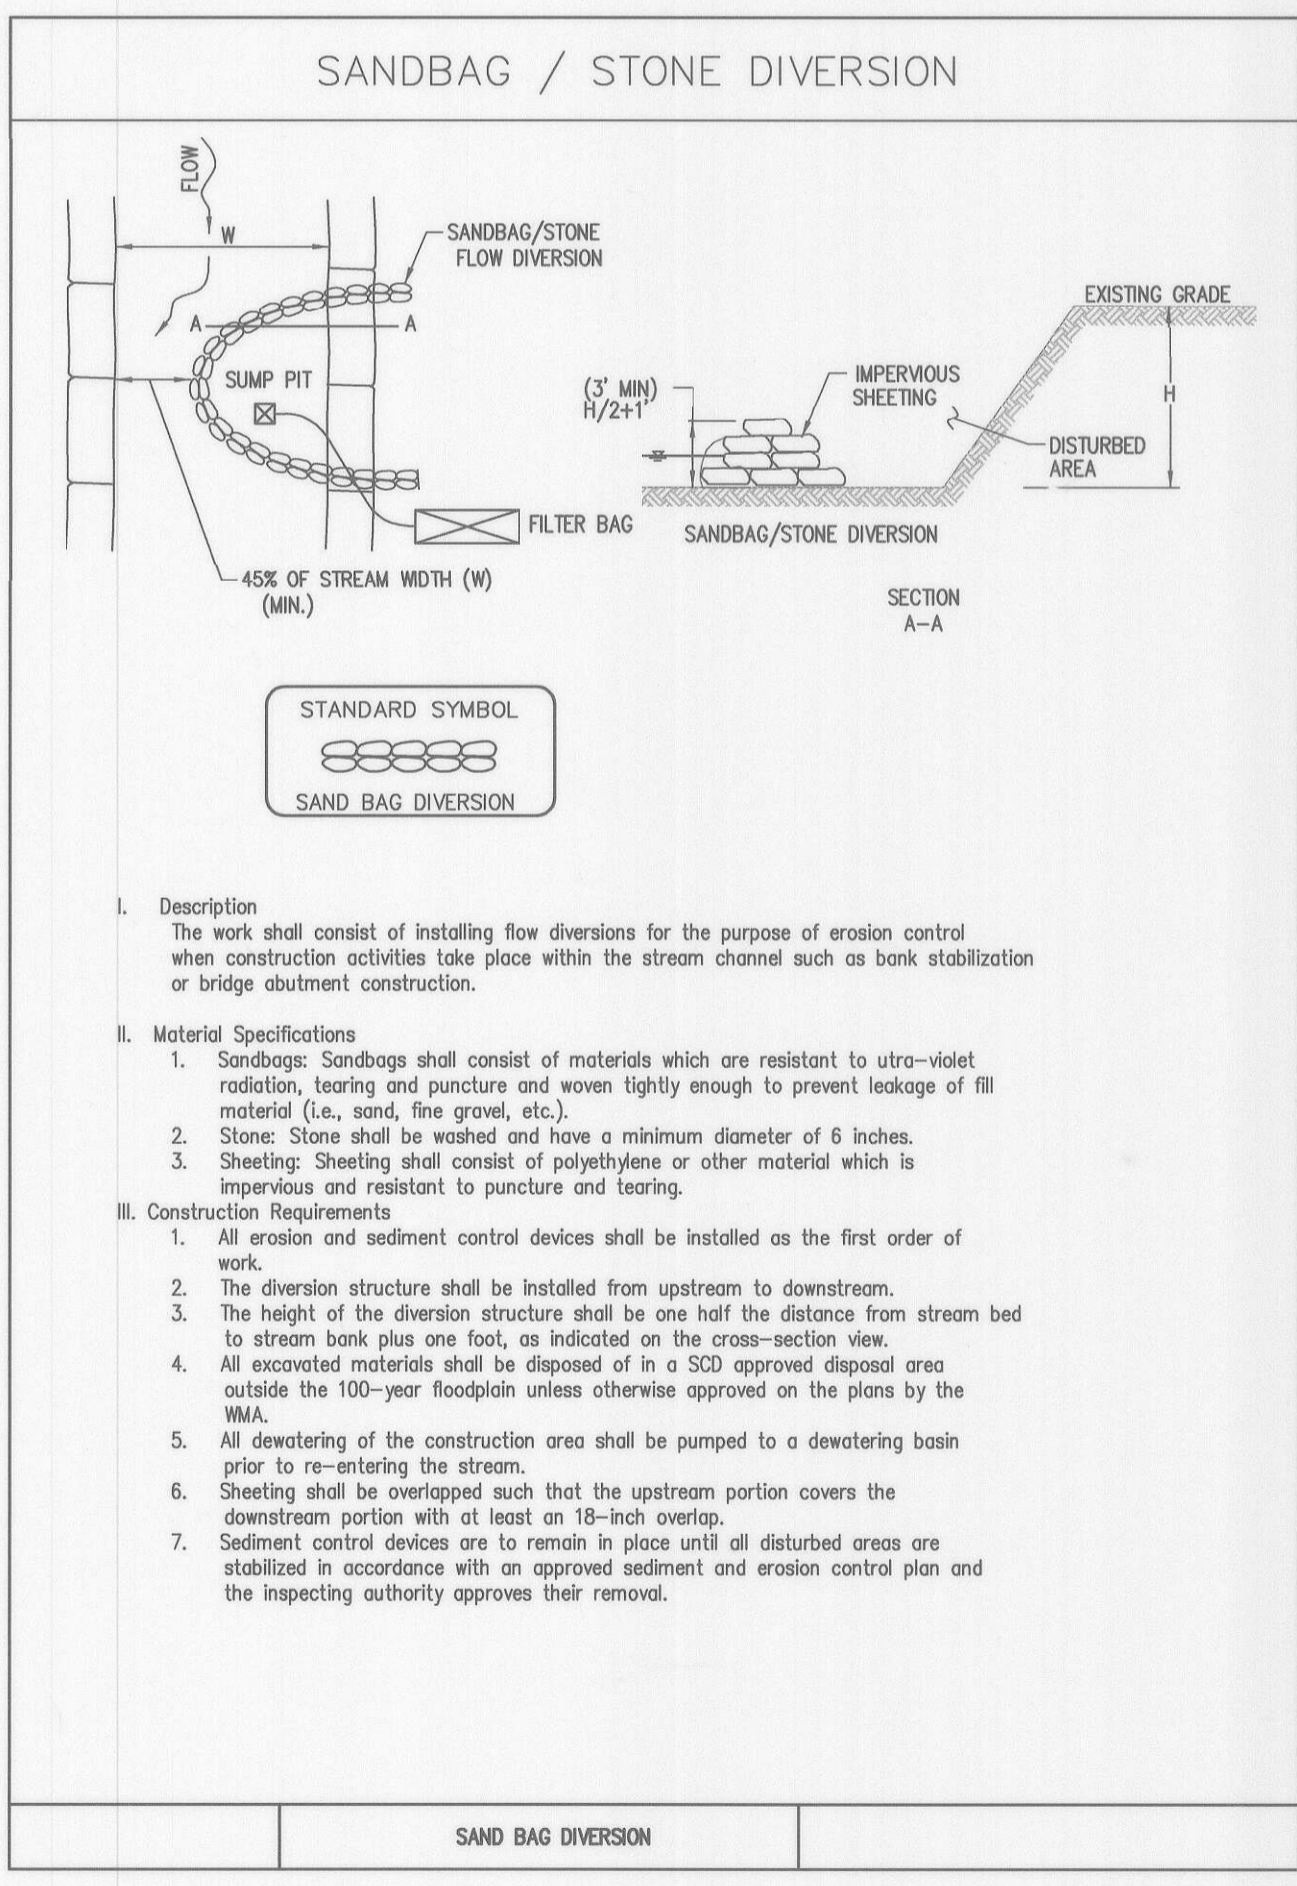 SANDBAG / STONE DIVERSION
FLOW
W
SANDBAG/STONE
FLOW DIVERSION
A
A
SUMP PIT
FILTER BAG
45% OF STREAM WIDTH (W)
(MIN.)
EXISTING GRADE
(3' MIN)
H/2+1'
IMPERVIOUS
SHEETING
H
DISTURBED
AREA
SANDBAG/STONE DIVERSION
SECTION
A-A
STANDARD SYMBOL
SAND BAG DIVERSION
I. Description
The work shall consist of installing flow diversions for the purpose of erosion control
when construction activities take place within the stream channel such as bank stabilization
or bridge abutment construction.
II. Material Specifications
1. Sandbags: Sandbags shall consist of materials which are resistant to utra-violet
radiation, tearing and puncture and woven tightly enough to prevent leakage of fill
material (i.e., sand, fine gravel, etc.).
2. Stone: Stone shall be washed and have a minimum diameter of 6 inches.
3. Sheeting: Sheeting shall consist of polyethylene or other material which is
impervious and resistant to puncture and tearing.
III. Construction Requirements
1. All erosion and sediment control devices shall be installed as the first order of
work.
2. The diversion structure shall be installed from upstream to downstream.
3. The height of the diversion structure shall be one half the distance from stream bed
to stream bank plus one foot, as indicated on the cross-section view.
4. All excavated materials shall be disposed of in a SCD approved disposal area
outside the 100-year floodplain unless otherwise approved on the plans by the
WMA.
5. All dewatering of the construction area shall be pumped to a dewatering basin
prior to re-entering the stream.
6. Sheeting shall be overlapped such that the upstream portion covers the
downstream portion with at least an 18-inch overlap.
7. Sediment control devices are to remain in place until all disturbed areas are
stabilized in accordance with an approved sediment and erosion control plan and
the inspecting authority approves their removal.
SAND BAG DIVERSION